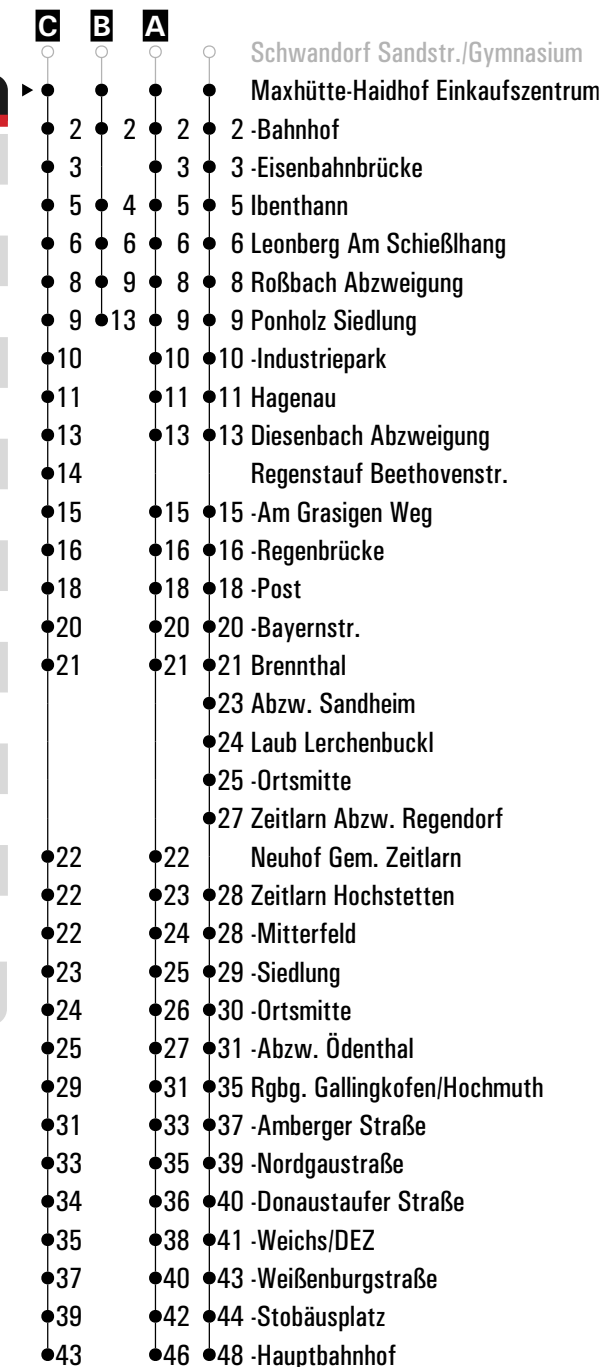 C B A
Schwandorf Sandstr./Gymnasium
Maxhütte-Haidhof Einkaufszentrum
2 2 2 2 -Bahnhof
3 3 3 -Eisenbahnbrücke
5 4 5 5 Ibenthann
6 6 6 6 Leonberg Am Schießlhang
8 9 8 8 Roßbach Abzweigung
9 13 9 9 Ponholz Siedlung
10 10 10 -Industriepark
11 11 11 Hagenau
13 13 13 Diesenbach Abzweigung
14 Regenstauf Beethovenstr.
15 15 15 -Am Grasigen Weg
16 16 16 -Regenbrücke
18 18 18 -Post
20 20 20 -Bayernstr.
21 21 21 Brennthal
23 Abzw. Sandheim
24 Laub Lerchenbuckl
25 -Ortsmitte
27 Zeitlarn Abzw. Regendorf
22 22 Neuhof Gem. Zeitlarn
22 23 28 Zeitlarn Hochstetten
22 24 28 -Mitterfeld
23 25 29 -Siedlung
24 26 30 -Ortsmitte
25 27 31 -Abzw. Ödenthal
29 31 35 Rgbg. Gallingkofen/Hochmuth
31 33 37 -Amberger Straße
33 35 39 -Nordgaustraße
34 36 40 -Donaustaufer Straße
35 38 41 -Weichs/DEZ
37 40 43 -Weißenburgstraße
39 42 44 -Stobäusplatz
43 46 48 -Hauptbahnhof